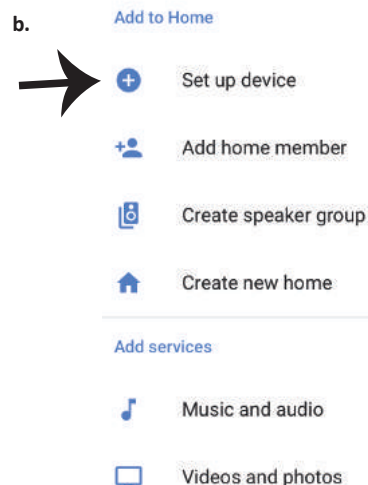 b.
Add to Home
Set up device
Add home member
Create speaker group
Create new home
Add services
Music and audio
Videos and photos